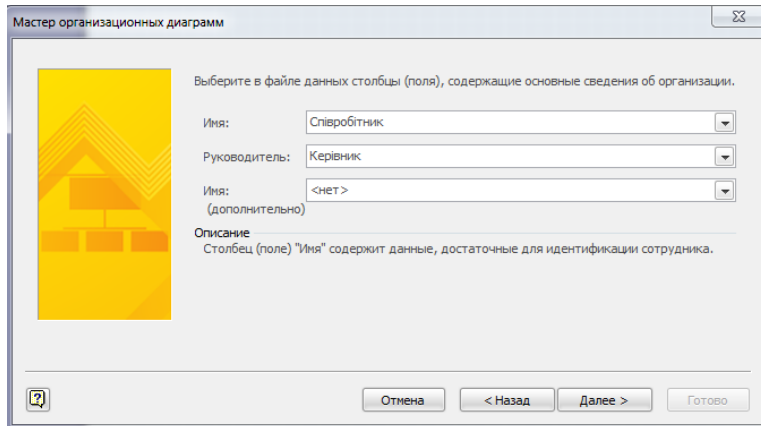 Мастер организационных диаграмм
Выберите в файле данных столбцы (поля), содержащие основные сведения об организации.
Имя: Співробітник
Руководитель: Керівник
Имя: <нет>
(дополнительно)
Описание
Столбец (поле) "Имя" содержит данные, достаточные для идентификации сотрудника.
Отмена < Назад Далее > Готово